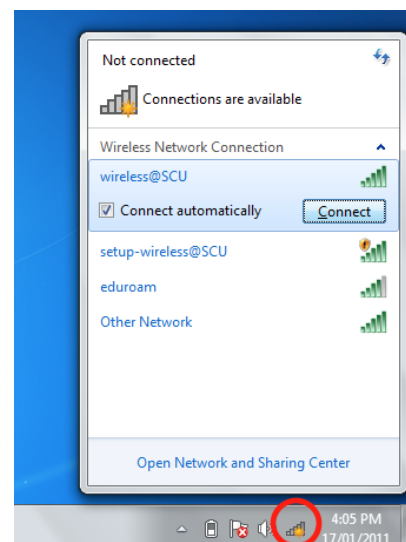 Not connected
Connections are available
Wireless Network Connection
wireless@SCU
Connect automatically
Connect
setup-wireless@SCU
eduroam
Other Network
Open Network and Sharing Center
4:05 PM
17/01/2011